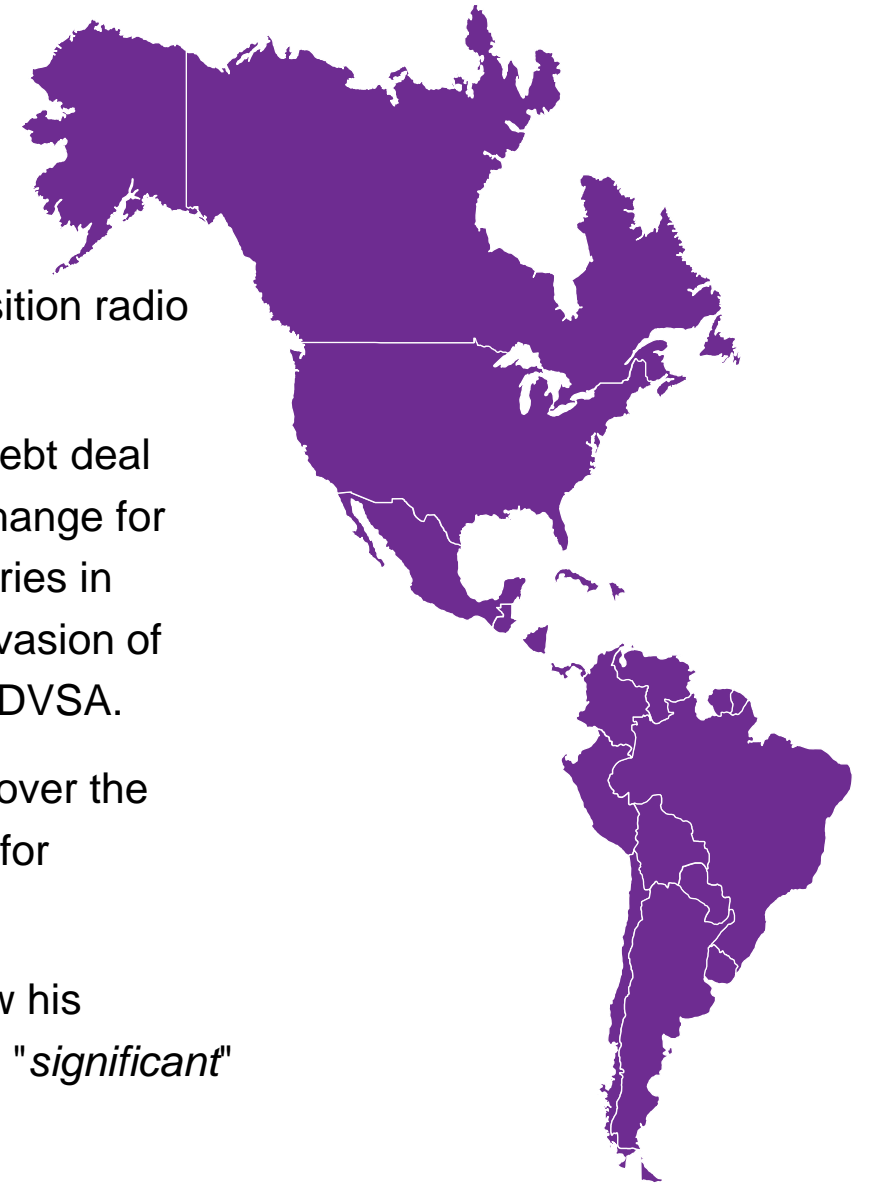 sition radio
ebt deal
hange for
ries in
vasion of
DVSA.
over the
for
w his
"significant"